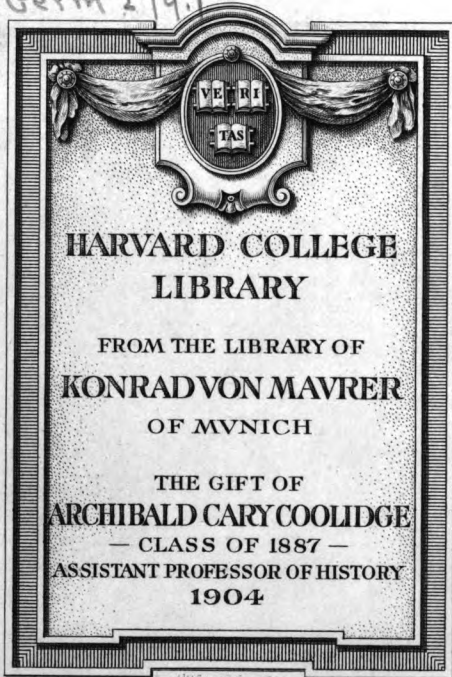 VE RI
TAS
HARVARD COLLEGE
LIBRARY
FROM THE LIBRARY OF
KONRAD VON MAVRER
OF MVNICH
THE GIFT OF
ARCHIBALD CARY COOLIDGE
— CLASS OF 1887 —
ASSISTANT PROFESSOR OF HISTORY
1904